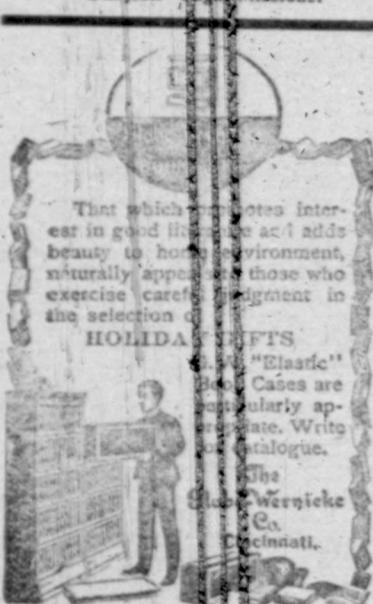 That which promotes inter-
est in good literature and adds
beauty to home environment,
naturally appeals to those who
exercise careful judgment in
the selection of
HOLIDAY GIFTS
G. W. "Elastic"
Book Cases are
particularly ap-
propriate. Write
for catalogue.
The
Globe-Wernicke
Co.
Cincinnati.